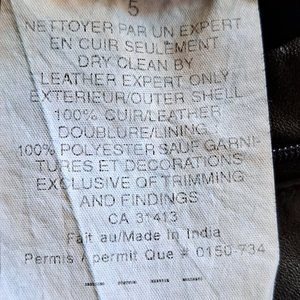 5
NETTOYER PAR UN EXPERT
EN CUIR SEULEMENT
DRY CLEAN BY
LEATHER EXPERT ONLY
EXTERIEUR/OUTER SHELL
100% CUIR/LEATHER
DOUBLURE/LINING
100% POLYESTER SAUF GARNI-
TURES ET DECORATIONS
EXCLUSIVE OF TRIMMING
AND FINDINGS
CA 31413
Fait au/Made In India
Permis / permit Que # 0150-734